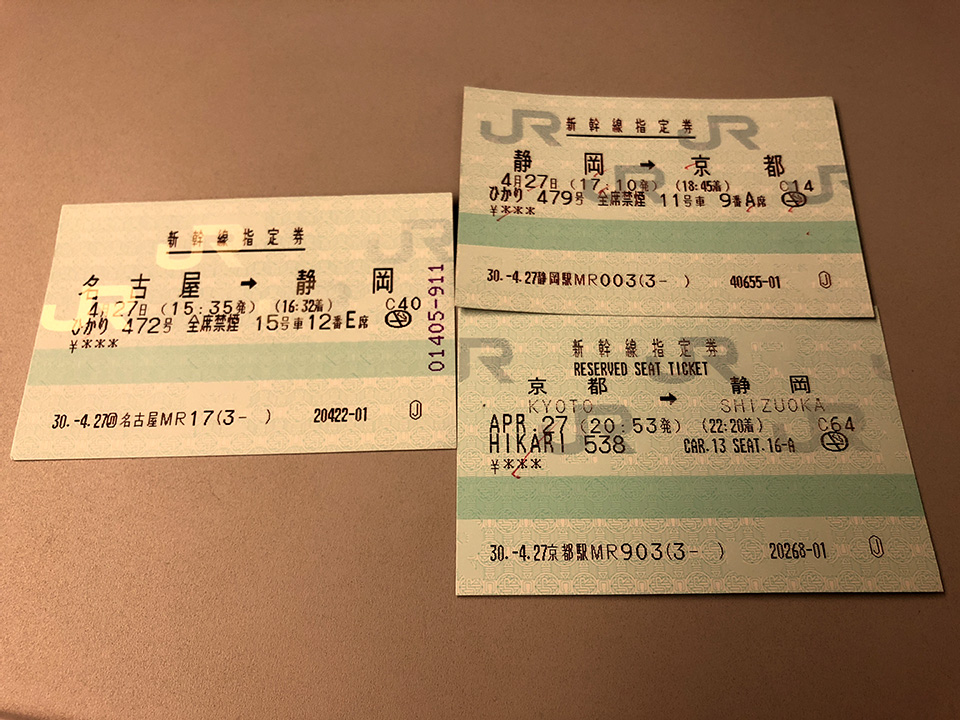 新幹線指定券
名古屋 → 静岡
4月27日 (15:35発) (16:32着) C40
ひかり 472号 全席禁煙 15号車 12番E席
¥***
01405-911
30.-4.27 名古屋MR17(3- ) 20422-01
JR JR
新幹線指定券
静岡 → 京都
4月27日 (17:10発) (18:45着) C14
ひかり 479号 全席禁煙 11号車 9番A席
¥***
30.-4.27静岡駅MR003(3- ) 40655-01
新幹線指定券
RESERVED SEAT TICKET
京都 → 静岡
KYOTO SHIZUOKA
APR.27 (20:53発) (22:20着) C64
HIKARI 538 CAR.13 SEAT.16-A
¥***
30.-4.27京都駅MR903(3- ) 20268-01